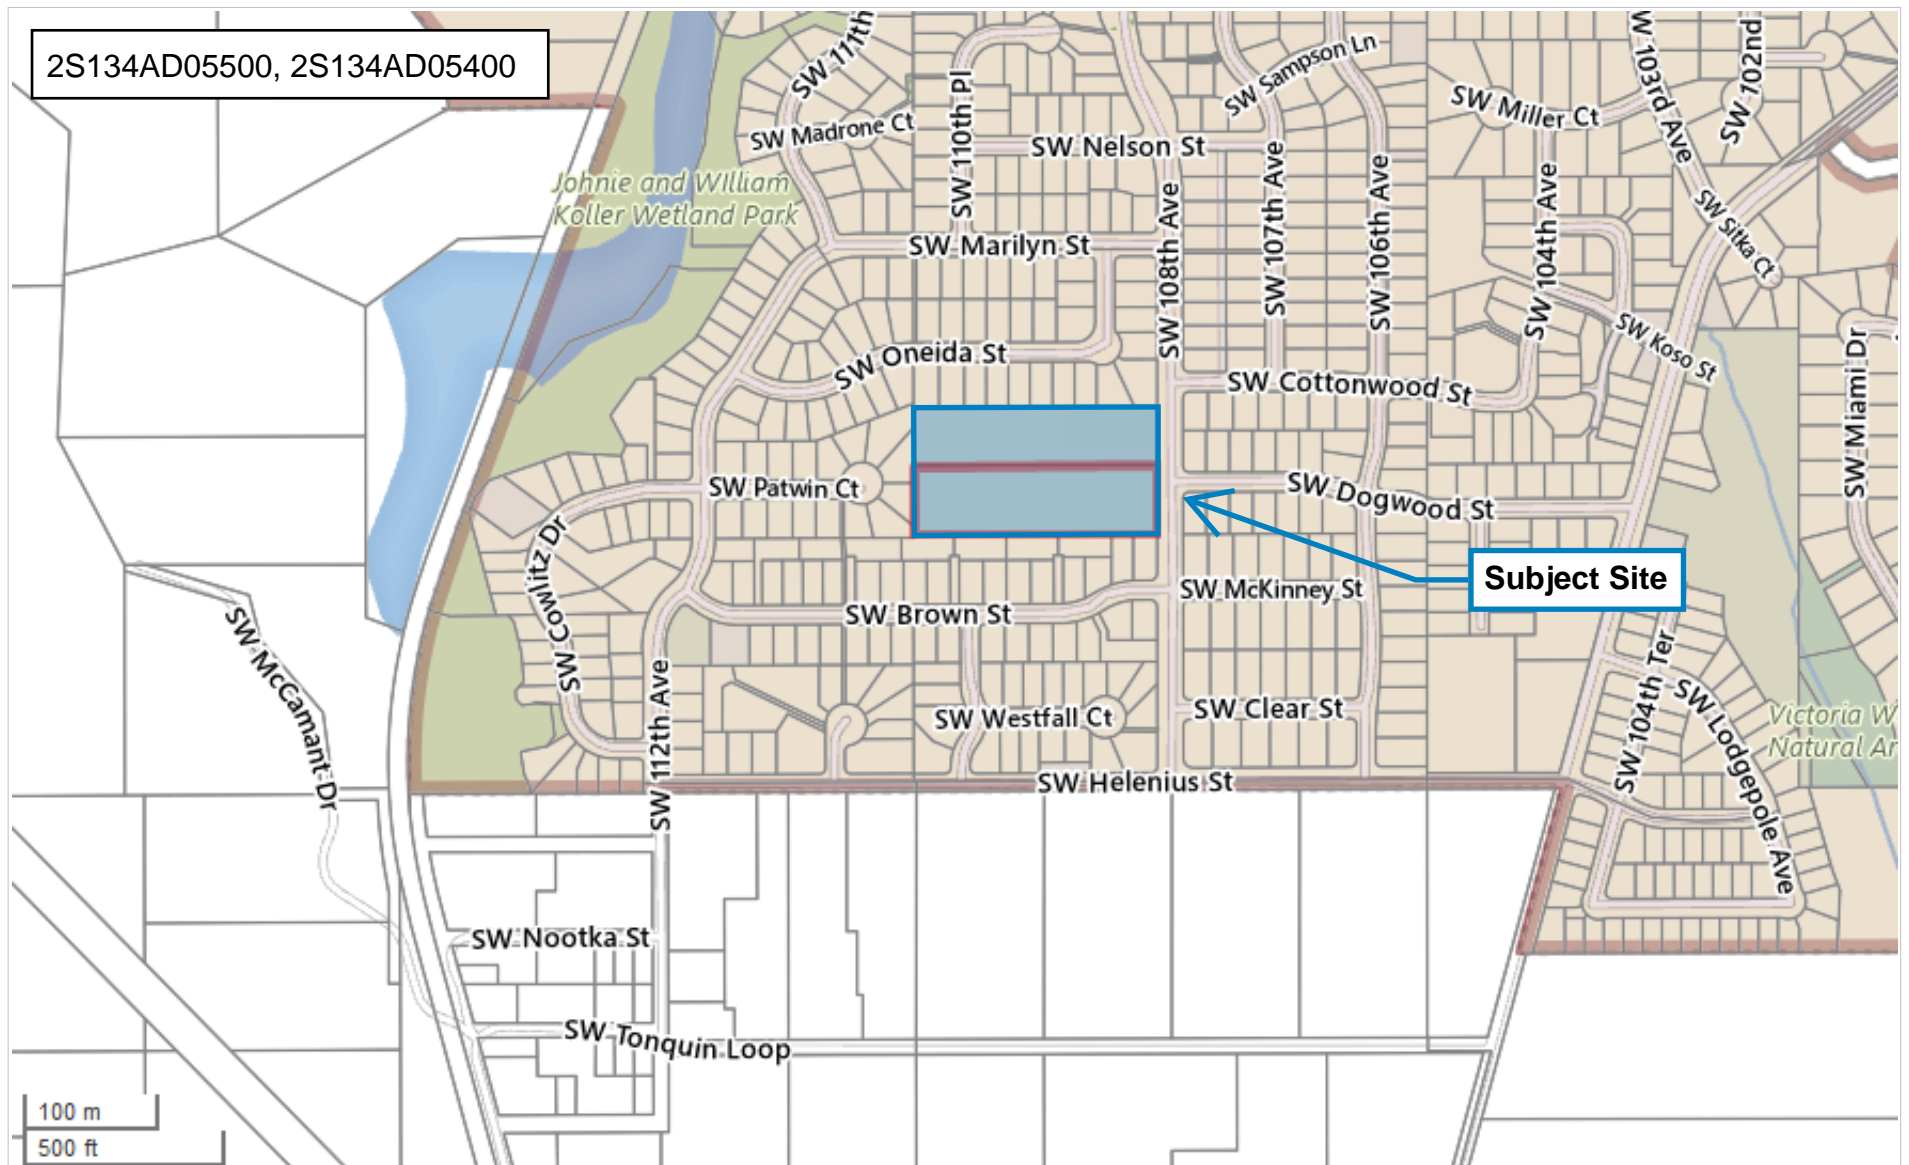 2S134AD05500, 2S134AD05400
SW 111th
SW Madrone Ct
SW 110th Pl
SW Nelson St
SW Sampson Ln
SW Miller Ct
W 103rd Ave
SW 102nd
Johnie and WIlliam
Koller Wetland Park
SW Marilyn St
SW 108th Ave
SW 107th Ave
SW 106th Ave
SW 104th Ave
SW Sitka Ct
SW Oneida St
SW Cottonwood St
SW Koso St
SW Miami Dr
SW Patwin Ct
SW Dogwood St
SW Cowlitz Dr
Subject Site
SW McKinney St
SW Brown St
SW McCamant Dr
SW 112th Ave
SW Westfall Ct
SW Clear St
SW 104th Ter
SW Lodgepole Ave
Victoria W
Natural Ar
SW Helenius St
SW Nootka St
SW Tonquin Loop
100 m
500 ft